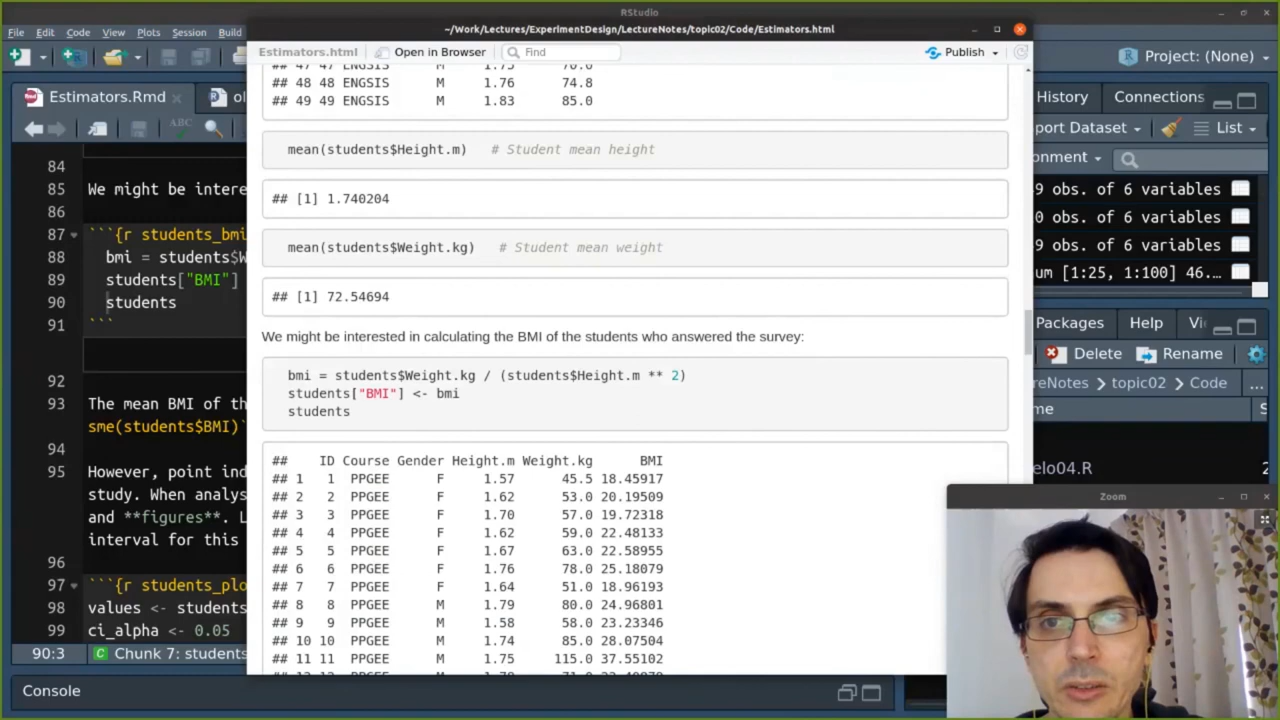 RStudio
File Edit Code View Plots Session Build
~/Work/Lectures/ExperimentDesign/LectureNotes/topic02/Code/Estimators.html
Estimators.html Open in Browser Find Publish
Project: (None)
Estimators.Rmd
History Connections
port Dataset List
nment
9 obs. of 6 variables
0 obs. of 6 variables
9 obs. of 6 variables
um [1:25, 1:100] 46...
Packages Help
Delete Rename
reNotes > topic02 > Code ...
me
elo04.R
84
85 We might be intere
86
87 ```{r students_bmi
88 bmi = students$W
89 students["BMI"]
90 students
91 ```
92
93 The mean BMI of th
sme(students$BMI)`
94
95 However, point ind
study. When analys
and **figures**. L
interval for this
96
97 ```{r students_plo
98 values <- students
99 ci_alpha <- 0.05
90:3 Chunk 7: students
Console
## 48 48 ENGSIS M 1.76 74.8
## 49 49 ENGSIS M 1.83 85.0
mean(students$Height.m) # Student mean height
## [1] 1.740204
mean(students$Weight.kg) # Student mean weight
## [1] 72.54694
We might be interested in calculating the BMI of the students who answered the survey:
bmi = students$Weight.kg / (students$Height.m ** 2)
students["BMI"] <- bmi
students
## ID Course Gender Height.m Weight.kg BMI
## 1 1 PPGEE F 1.57 45.5 18.45917
## 2 2 PPGEE F 1.62 53.0 20.19509
## 3 3 PPGEE F 1.70 57.0 19.72318
## 4 4 PPGEE F 1.62 59.0 22.48133
## 5 5 PPGEE F 1.67 63.0 22.58955
## 6 6 PPGEE F 1.76 78.0 25.18079
## 7 7 PPGEE F 1.64 51.0 18.96193
## 8 8 PPGEE M 1.79 80.0 24.96801
## 9 9 PPGEE M 1.58 58.0 23.23346
## 10 10 PPGEE M 1.74 85.0 28.07504
## 11 11 PPGEE M 1.75 115.0 37.55102
Zoom